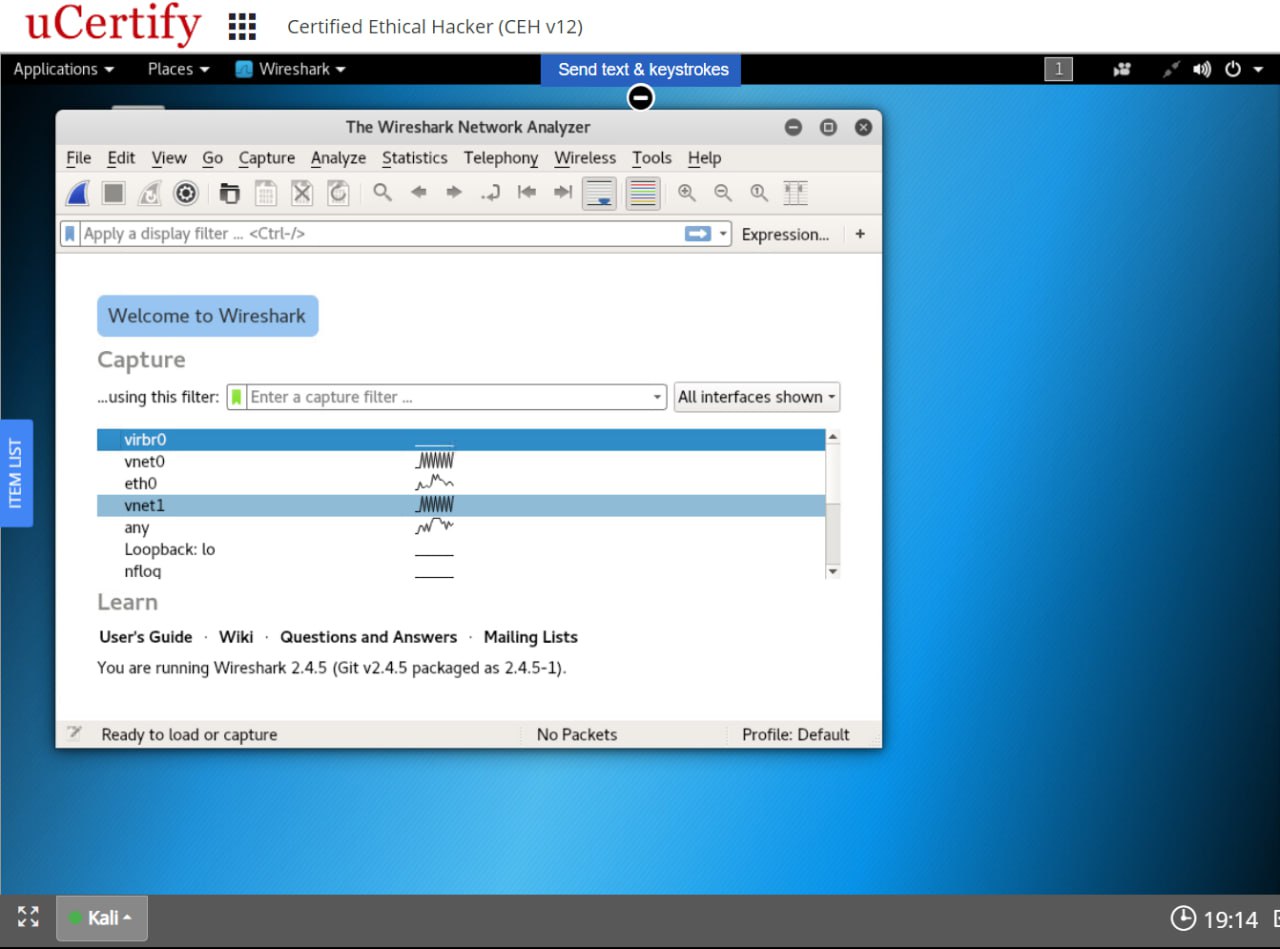 uCertify Certified Ethical Hacker (CEH v12)
Applications Places Wireshark Send text & keystrokes 1
The Wireshark Network Analyzer
File Edit View Go Capture Analyze Statistics Telephony Wireless Tools Help
Apply a display filter ... <Ctrl-/> Expression... +
Welcome to Wireshark
Capture
...using this filter: Enter a capture filter ... All interfaces shown
virbr0
vnet0
eth0
vnet1
any
Loopback: lo
nfloq
ITEM LIST
Learn
User's Guide · Wiki · Questions and Answers · Mailing Lists
You are running Wireshark 2.4.5 (Git v2.4.5 packaged as 2.4.5-1).
Ready to load or capture No Packets Profile: Default
Kali 19:14